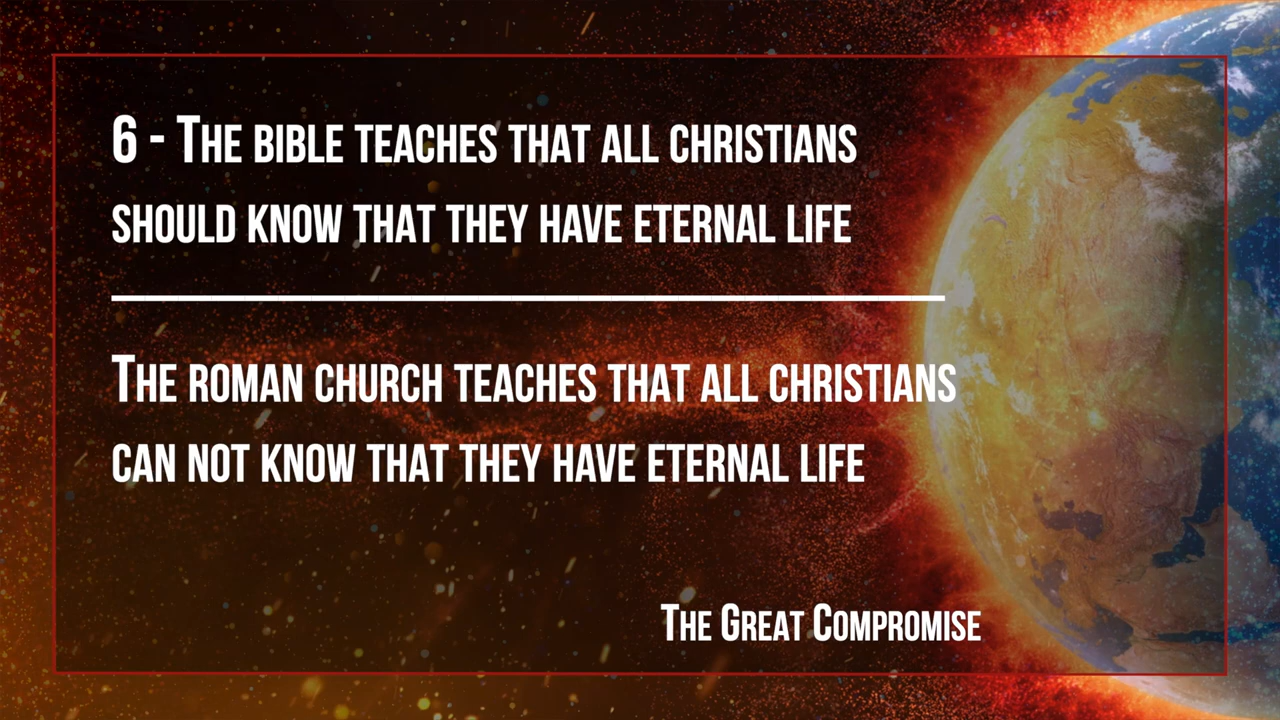 6 - The bible teaches that all christians
should know that they have eternal life
The roman church teaches that all christians
can not know that they have eternal life
The Great Compromise